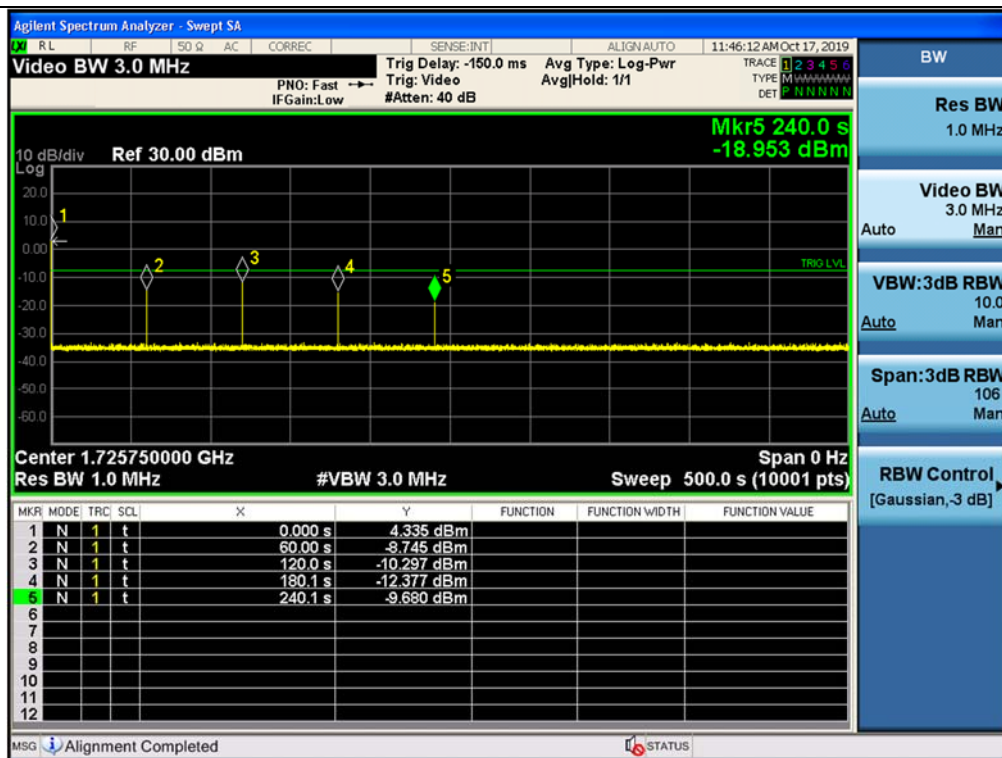 Agilent Spectrum Analyzer - Swept SA
LXI RL RF 50 Ω AC CORREC SENSE:INT ALIGN AUTO 11:46:12 AM Oct 17, 2019
Video BW 3.0 MHz
PNO: Fast
IFGain:Low
Trig Delay: -150.0 ms
Trig: Video
#Atten: 40 dB
Avg Type: Log-Pwr
Avg|Hold: 1/1
TRACE 1 2 3 4 5 6
TYPE M WWWWW
DET P N N N N N
Mkr5 240.0 s
-18.953 dBm
10 dB/div Ref 30.00 dBm
Log
20.0
10.0
0.00
-10.0
-20.0
-30.0
-40.0
-50.0
-60.0
1
2
3
4
5
TRIG LVL
Center 1.725750000 GHz Span 0 Hz
Res BW 1.0 MHz #VBW 3.0 MHz Sweep 500.0 s (10001 pts)
MKR MODE TRC SCL X Y FUNCTION FUNCTION WIDTH FUNCTION VALUE
1 N 1 t 0.000 s 4.335 dBm
2 N 1 t 60.00 s -8.745 dBm
3 N 1 t 120.0 s -10.297 dBm
4 N 1 t 180.1 s -12.377 dBm
5 N 1 t 240.1 s -9.680 dBm
6
7
8
9
10
11
12
MSG Alignment Completed STATUS
BW
Res BW
1.0 MHz
Video BW
3.0 MHz
Auto Man
VBW:3dB RBW
10.0
Auto Man
Span:3dB RBW
106
Auto Man
RBW Control
[Gaussian,-3 dB]